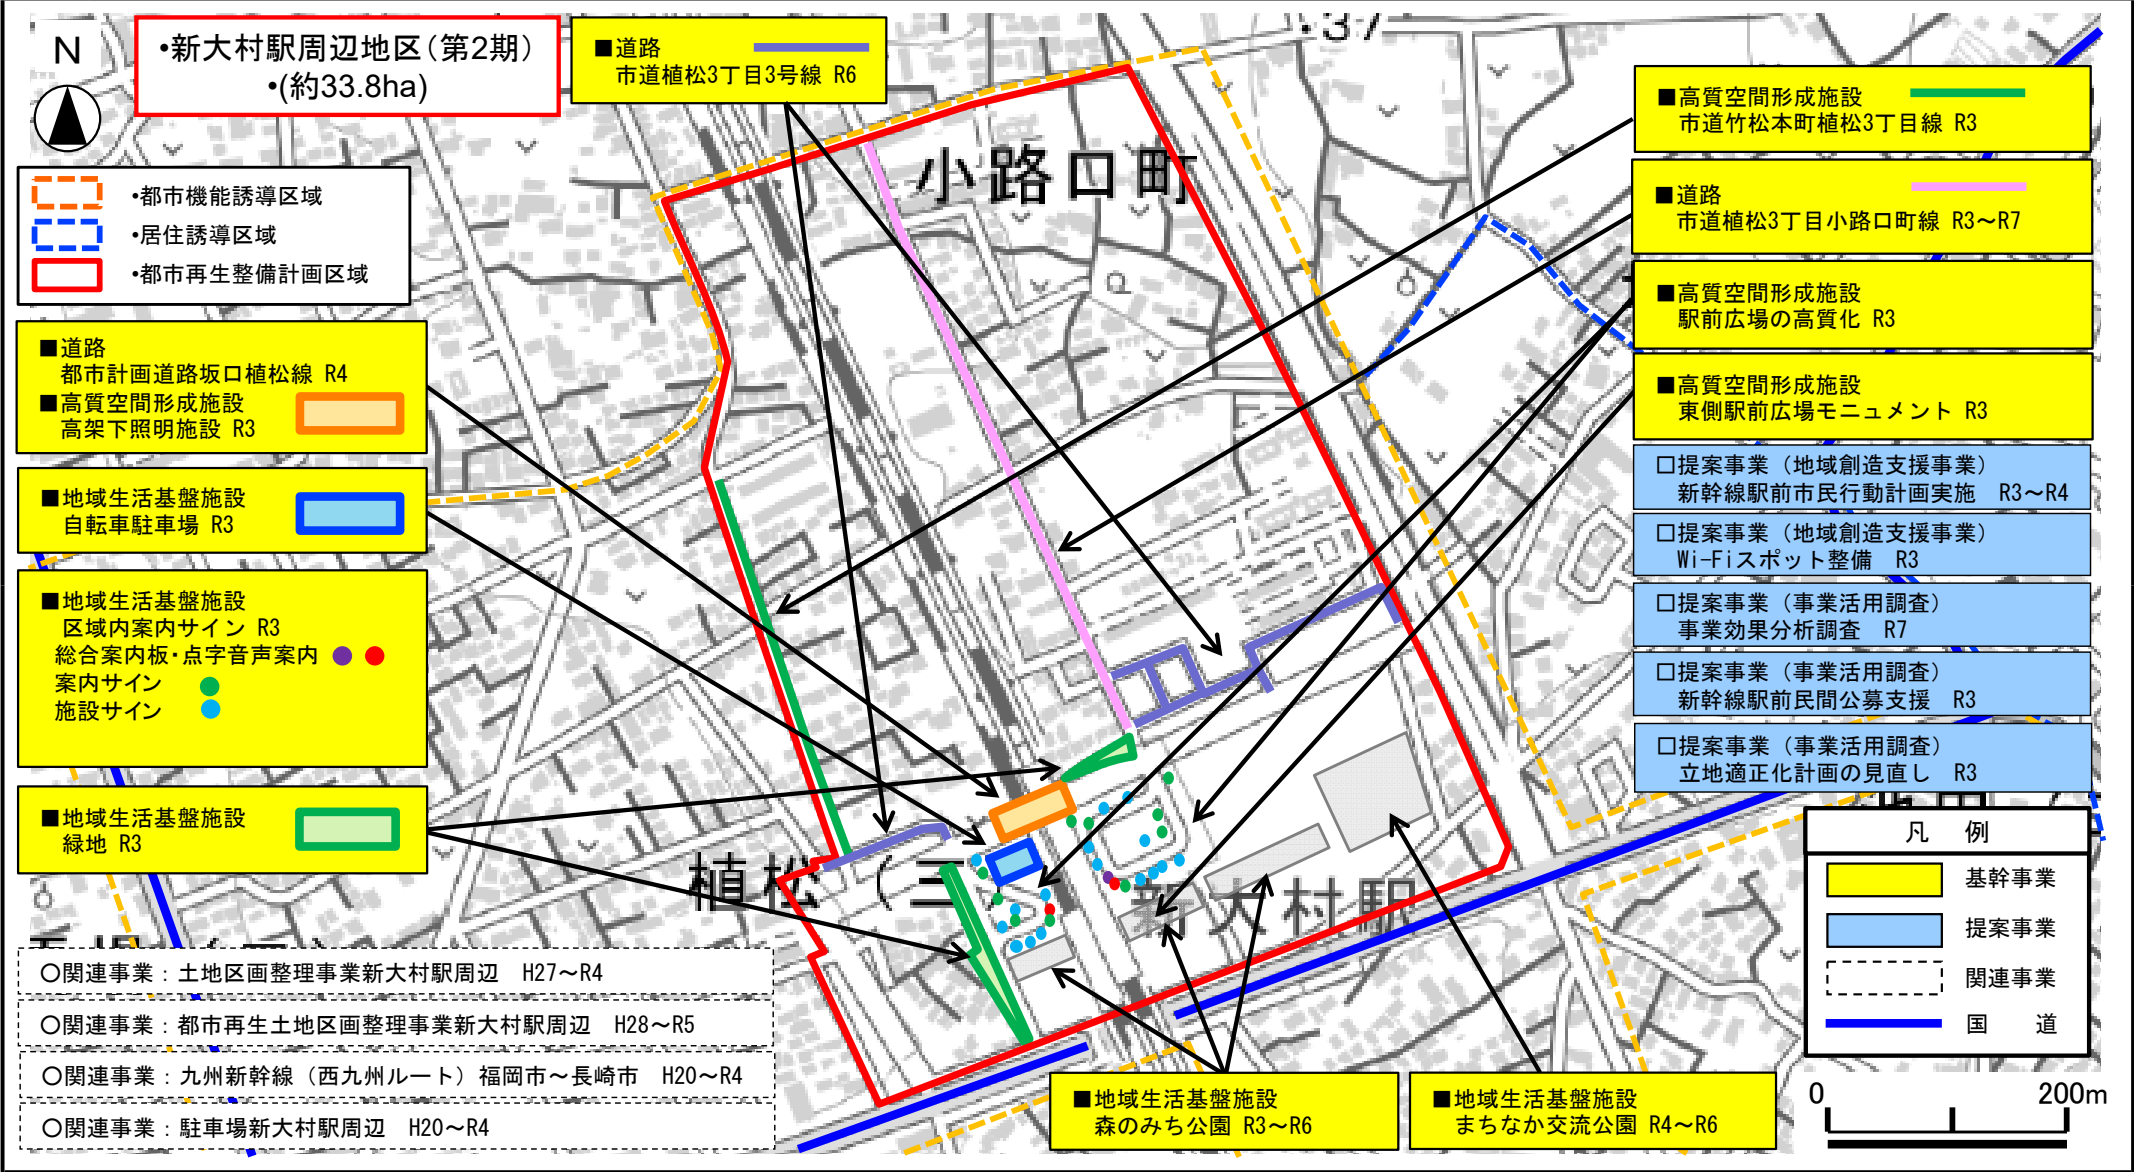 N
•新大村駅周辺地区（第2期）
•(約33.8ha)
■道路
市道植松3丁目3号線 R6
•都市機能誘導区域
•居住誘導区域
•都市再生整備計画区域
■道路
都市計画道路坂口植松線 R4
■高質空間形成施設
高架下照明施設 R3
■地域生活基盤施設
自転車駐車場 R3
■地域生活基盤施設
区域内案内サイン R3
総合案内板・点字音声案内
案内サイン
施設サイン
■地域生活基盤施設
緑地 R3
○関連事業：土地区画整理事業新大村駅周辺 H27～R4
○関連事業：都市再生土地区画整理事業新大村駅周辺 H28～R5
○関連事業：九州新幹線（西九州ルート）福岡市～長崎市 H20～R4
○関連事業：駐車場新大村駅周辺 H20～R4
・37
小路口町
植松（三）
新大村駅
■高質空間形成施設
市道竹松本町植松3丁目線 R3
■道路
市道植松3丁目小路口町線 R3～R7
■高質空間形成施設
駅前広場の高質化 R3
■高質空間形成施設
東側駅前広場モニュメント R3
□提案事業（地域創造支援事業）
新幹線駅前市民行動計画実施 R3～R4
□提案事業（地域創造支援事業）
Wi-Fiスポット整備 R3
□提案事業（事業活用調査）
事業効果分析調査 R7
□提案事業（事業活用調査）
新幹線駅前民間公募支援 R3
□提案事業（事業活用調査）
立地適正化計画の見直し R3
凡 例
基幹事業
提案事業
関連事業
国 道
■地域生活基盤施設
森のみち公園 R3～R6
■地域生活基盤施設
まちなか交流公園 R4～R6
0 200m